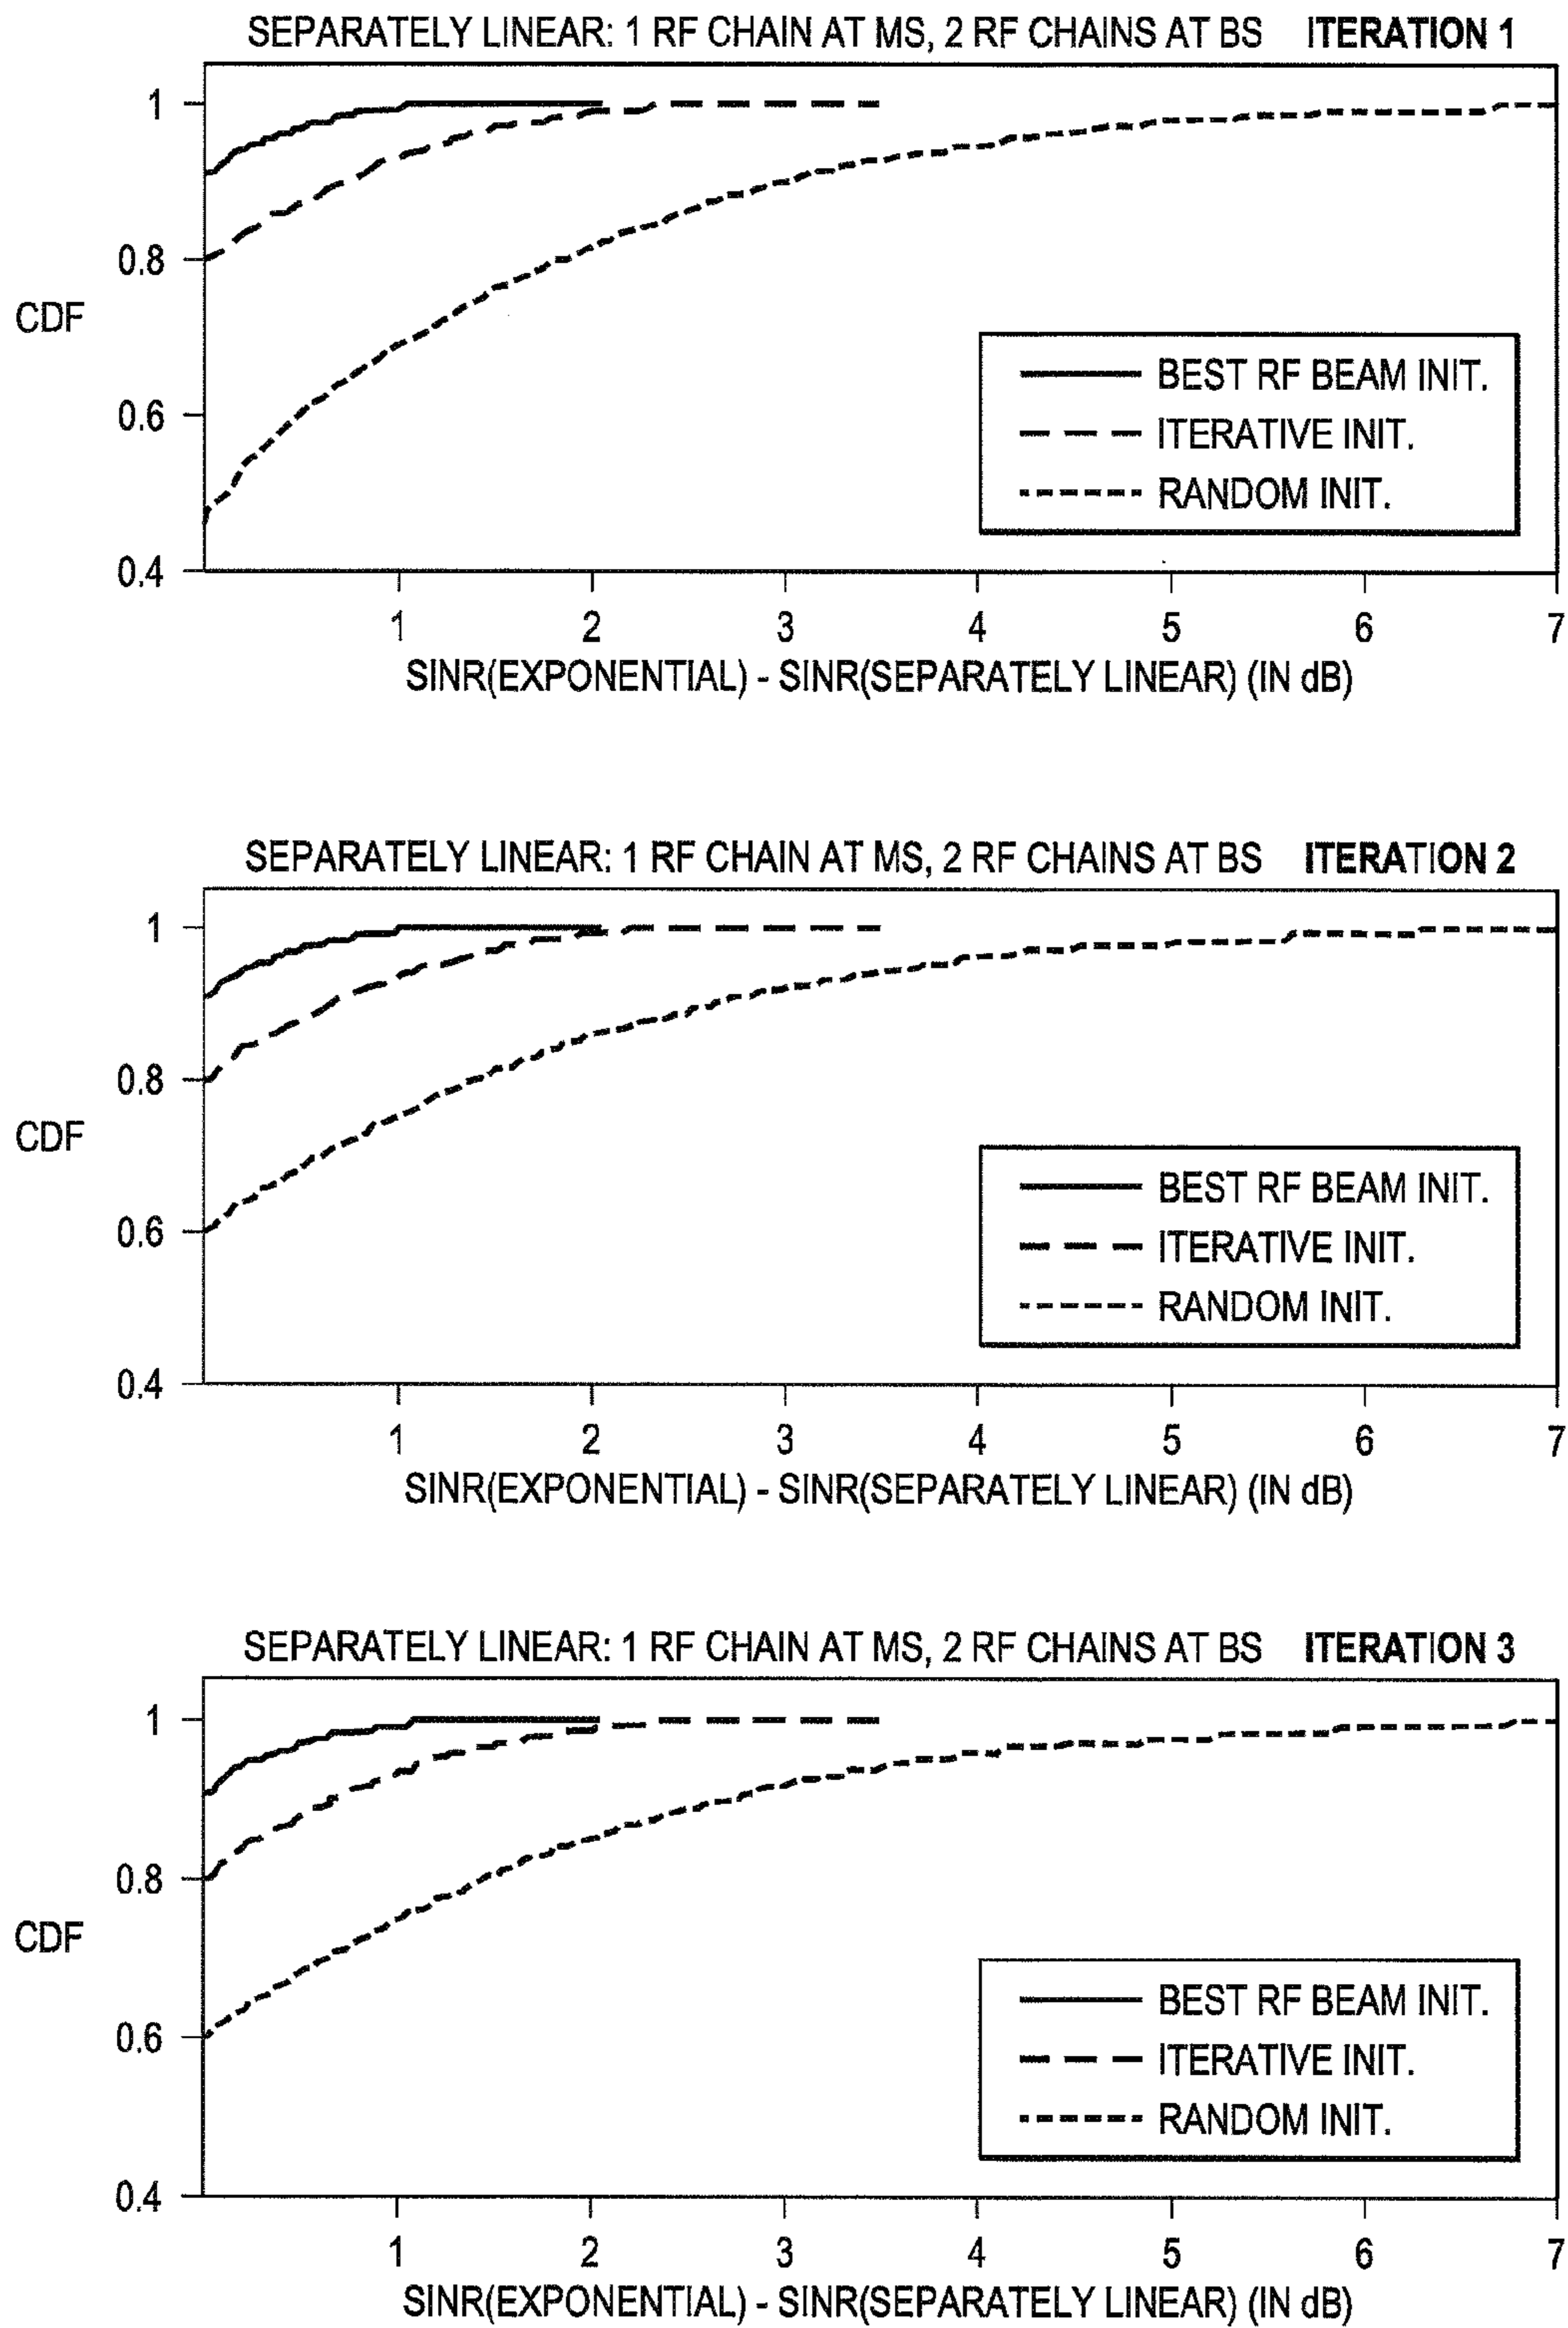 SEPARATELY LINEAR: 1 RF CHAIN AT MS, 2 RF CHAINS AT BS ITERATION 1
1
0.8
CDF
0.6
0.4
BEST RF BEAM INIT.
ITERATIVE INIT.
RANDOM INIT.
1 2 3 4 5 6 7
SINR(EXPONENTIAL) - SINR(SEPARATELY LINEAR) (IN dB)
SEPARATELY LINEAR: 1 RF CHAIN AT MS, 2 RF CHAINS AT BS ITERATION 2
1
0.8
CDF
0.6
0.4
BEST RF BEAM INIT.
ITERATIVE INIT.
RANDOM INIT.
1 2 3 4 5 6 7
SINR(EXPONENTIAL) - SINR(SEPARATELY LINEAR) (IN dB)
SEPARATELY LINEAR: 1 RF CHAIN AT MS, 2 RF CHAINS AT BS ITERATION 3
1
0.8
CDF
0.6
0.4
BEST RF BEAM INIT.
ITERATIVE INIT.
RANDOM INIT.
1 2 3 4 5 6 7
SINR(EXPONENTIAL) - SINR(SEPARATELY LINEAR) (IN dB)